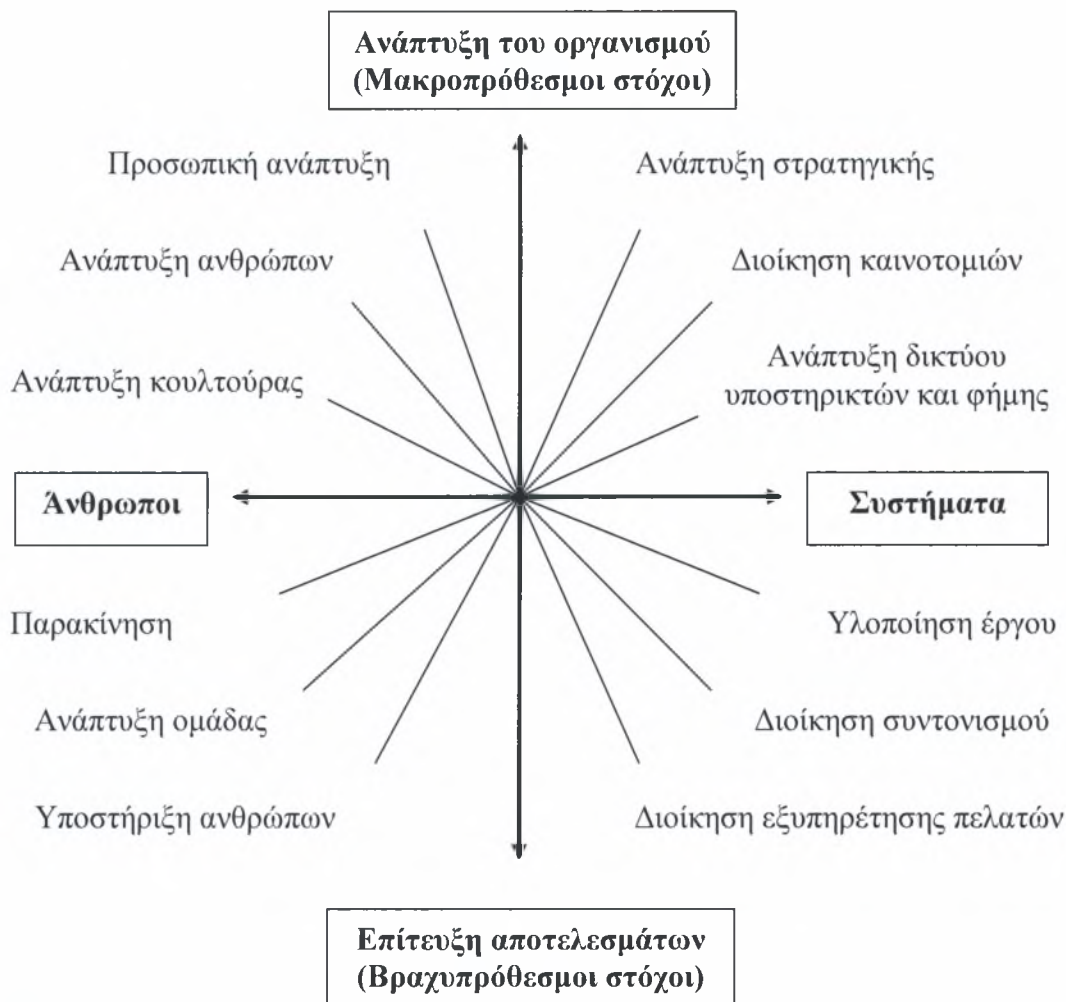 Ανάπτυξη του οργανισμού
(Μακροπρόθεσμοι στόχοι)
Προσωπική ανάπτυξη
Ανάπτυξη στρατηγικής
Ανάπτυξη ανθρώπων
Διοίκηση καινοτομιών
Ανάπτυξη κουλτούρας
Ανάπτυξη δικτύου
υποστηρικτών και φήμης
Άνθρωποι
Συστήματα
Παρακίνηση
Υλοποίηση έργου
Ανάπτυξη ομάδας
Διοίκηση συντονισμού
Υποστήριξη ανθρώπων
Διοίκηση εξυπηρέτησης πελατών
Επίτευξη αποτελεσμάτων
(Βραχυπρόθεσμοι στόχοι)